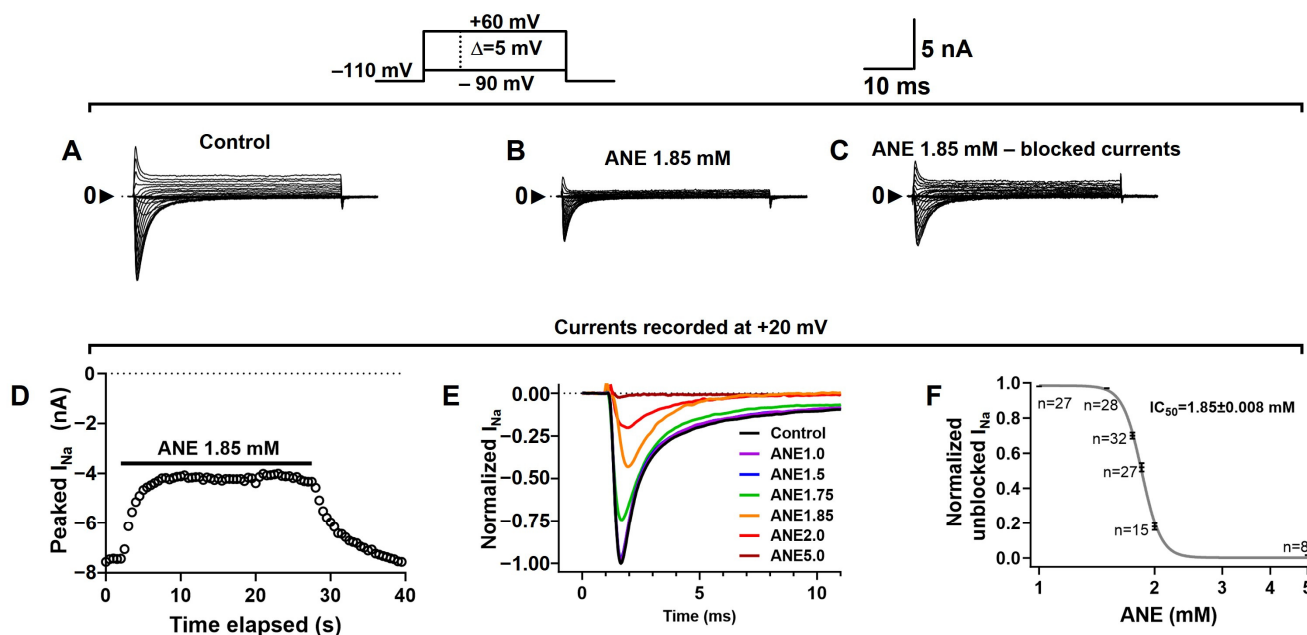 +60 mV
Δ=5 mV
−110 mV
− 90 mV
5 nA
10 ms
A
Control
0
B
ANE 1.85 mM
C
ANE 1.85 mM – blocked currents
0
Currents recorded at +20 mV
D
Peaked I_Na (nA)
0
−2
−4
−6
−8
ANE 1.85 mM
0
10
20
30
40
Time elapsed (s)
E
Normalized I_Na
0.00
−0.25
−0.50
−0.75
−1.00
Control
ANE1.0
ANE1.5
ANE1.75
ANE1.85
ANE2.0
ANE5.0
0
5
10
Time (ms)
F
Normalized
unblocked I_Na
1.0
0.8
0.6
0.4
0.2
0.0
n=27
n=28
IC50=1.85±0.008 mM
n=32
n=27
n=15
n=8
1
2
3
4
5
ANE (mM)